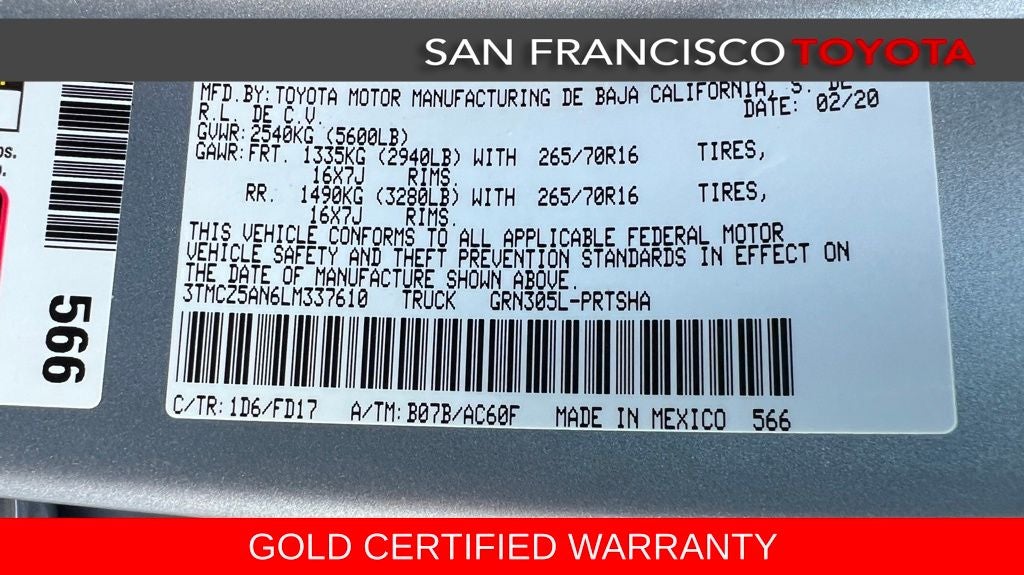 SAN FRANCISCO TOYOTA
MFD.BY: TOYOTA MOTOR MANUFACTURING DE BAJA CALIFORNIA, S. DE
R.L. DE C.V. DATE: 02/20
GVWR: 2540KG (5600LB)
GAWR: FRT. 1335KG (2940LB) WITH 265/70R16 TIRES,
16X7J RIMS.
RR. 1490KG (3280LB) WITH 265/70R16 TIRES,
16X7J RIMS.
THIS VEHICLE CONFORMS TO ALL APPLICABLE FEDERAL MOTOR
VEHICLE SAFETY AND THEFT PREVENTION STANDARDS IN EFFECT ON
THE DATE OF MANUFACTURE SHOWN ABOVE.
3TMCZ5AN6LM337610 TRUCK GRN305L-PRTSHA
C/TR: 1D6/FD17 A/TM: B07B/AC60F MADE IN MEXICO 566
566
GOLD CERTIFIED WARRANTY